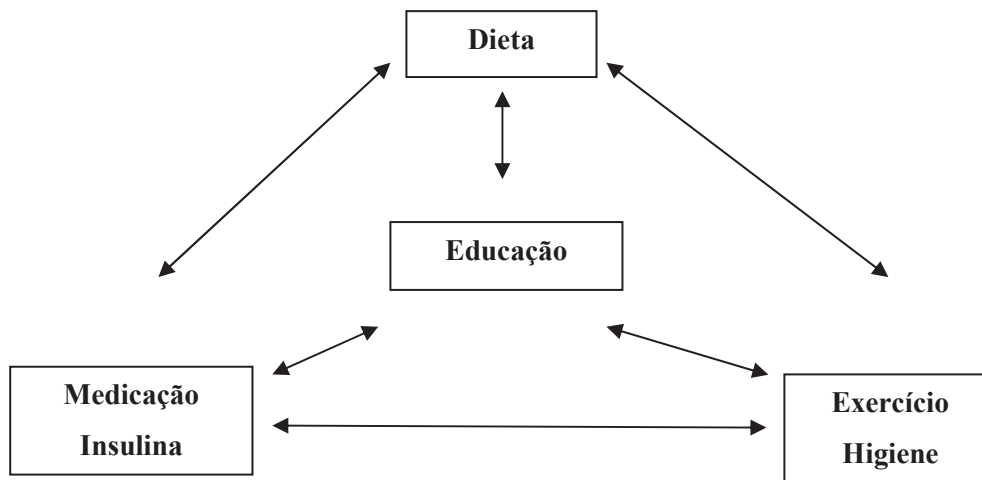 Dieta
Educação
Medicação
Insulina
Exercício
Higiene